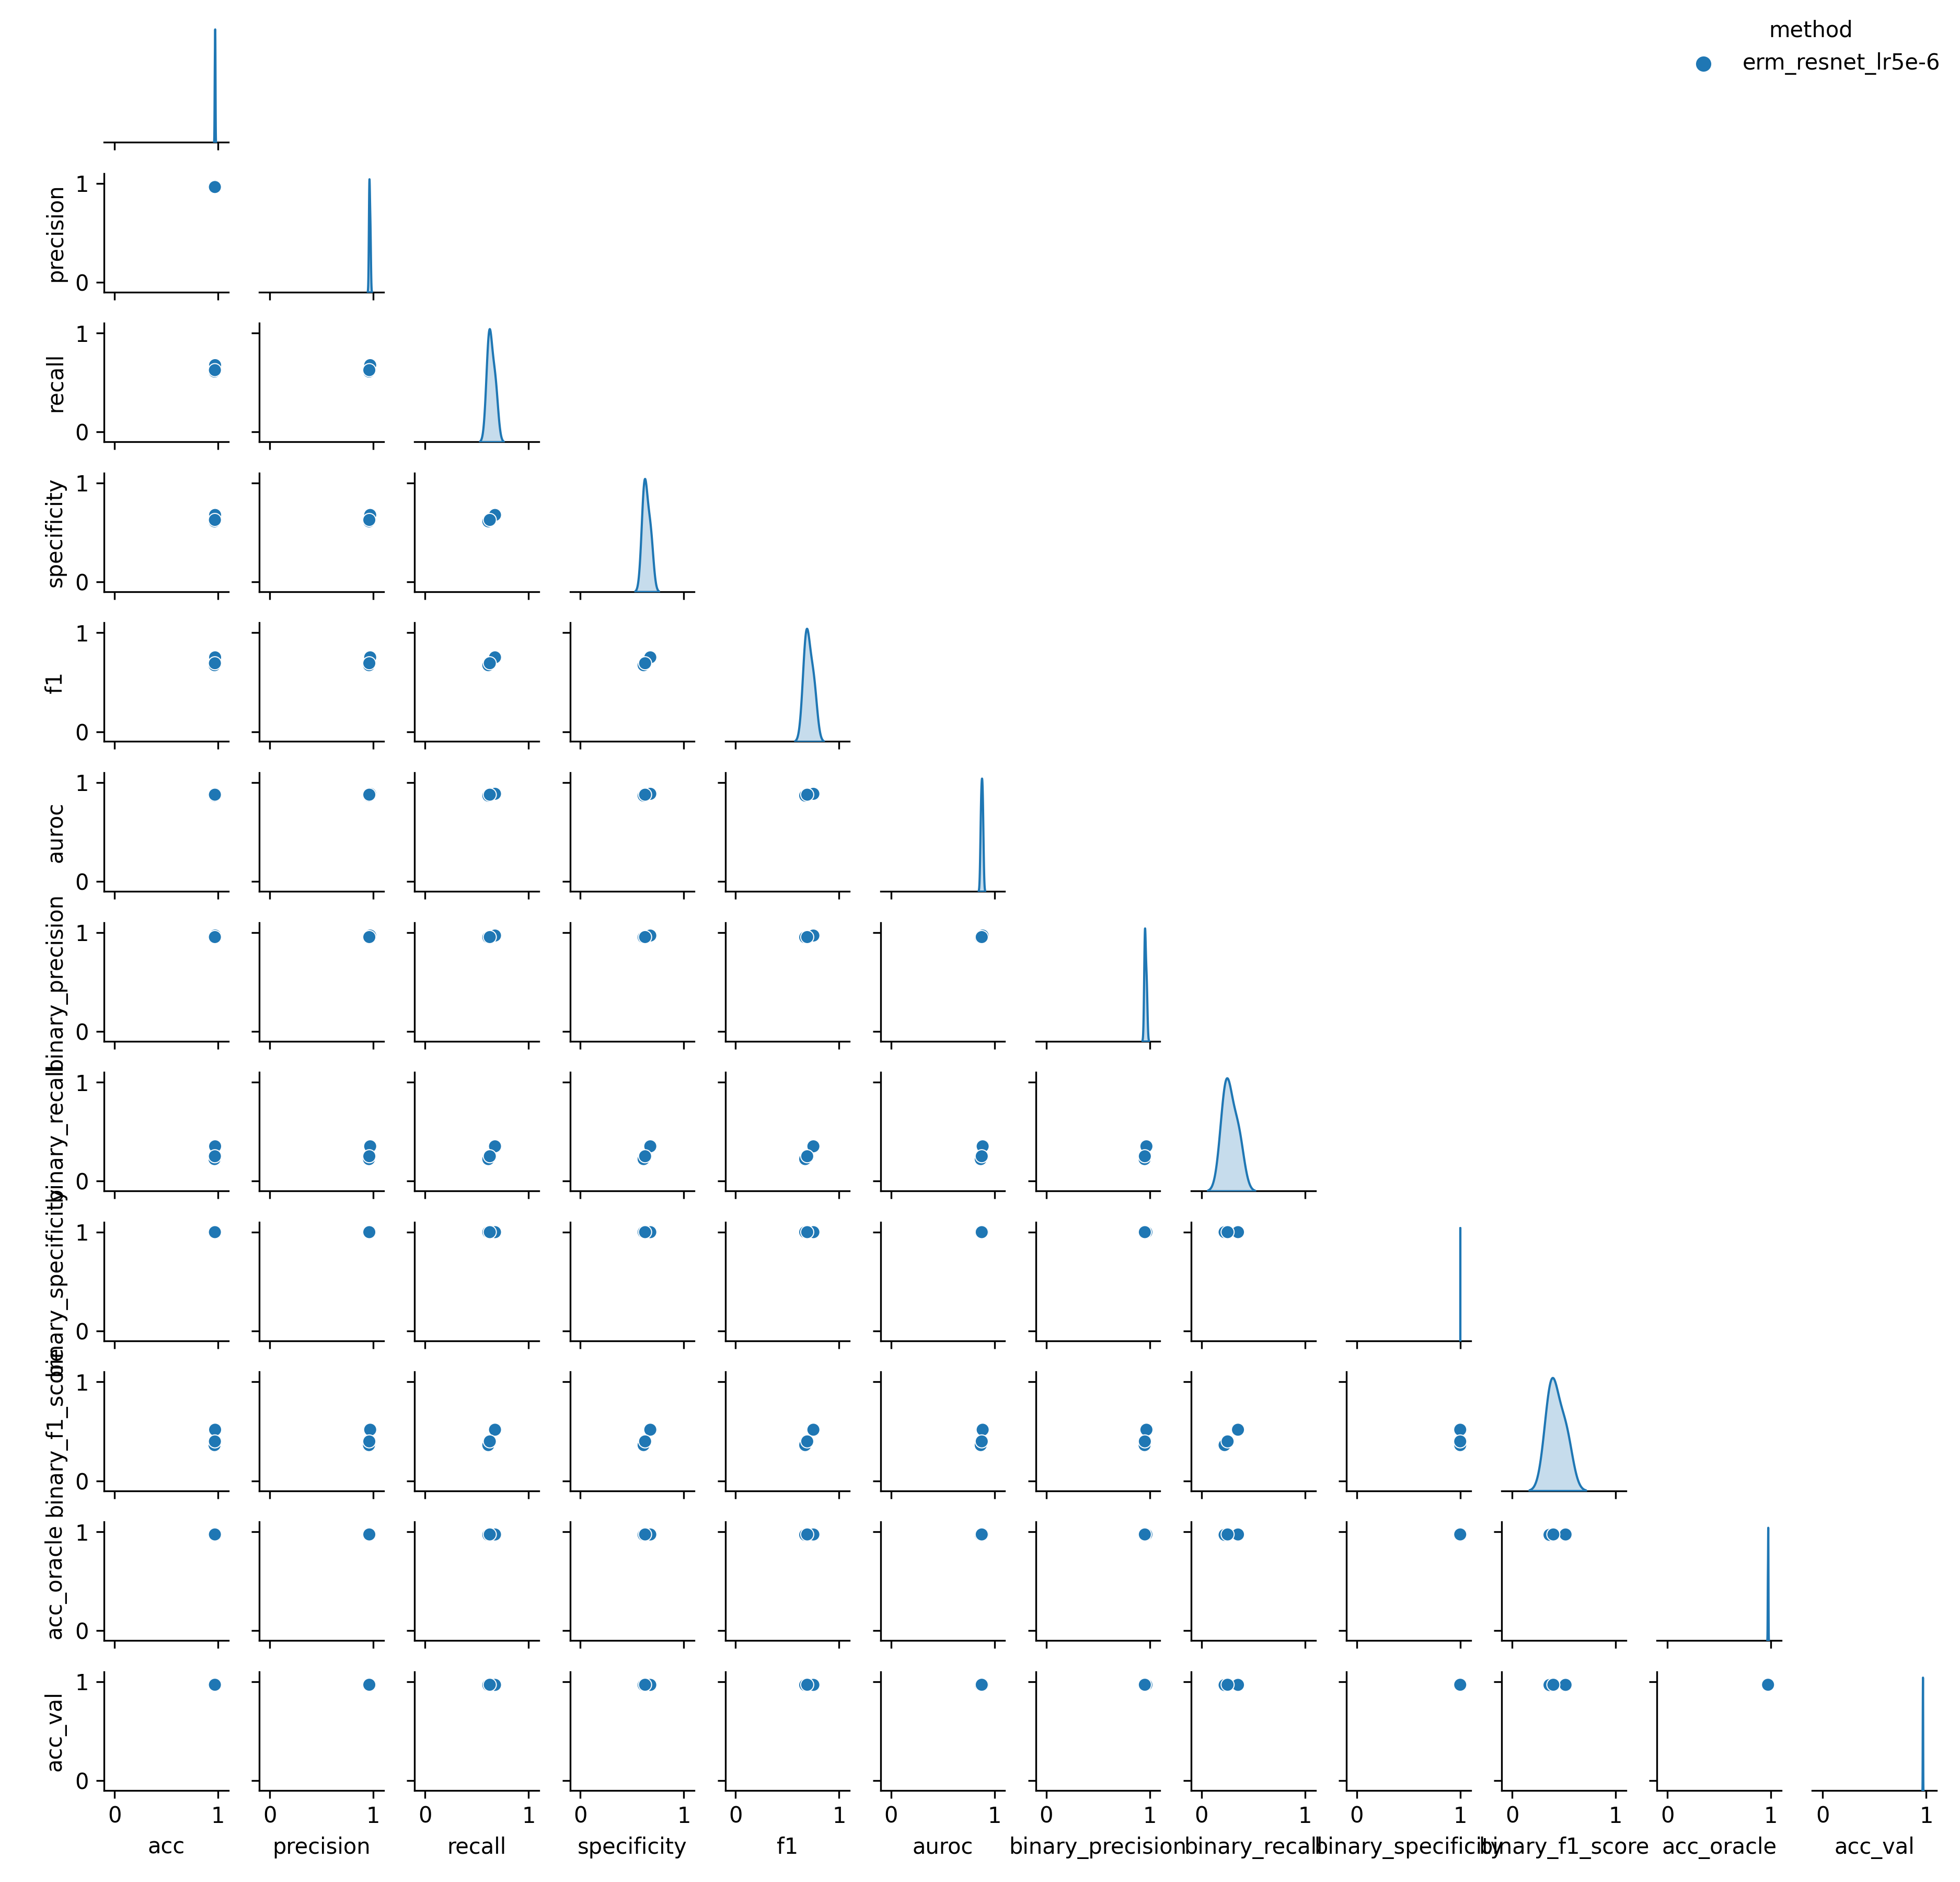 method
erm_resnet_lr5e-6
precision
1
0
recall
1
0
specificity
1
0
f1
1
0
auroc
1
0
binary_precision
1
0
binary_recall
1
0
binary_specificity
1
0
binary_f1_score
1
0
acc_oracle
1
0
acc_val
1
0
0 1 0 1 0 1 0 1 0 1 0 1 0 1 0 1 0 1 0 1 0 1 0 1
acc precision recall specificity f1 auroc binary_precision binary_recall binary_specificity binary_f1_score acc_oracle acc_val